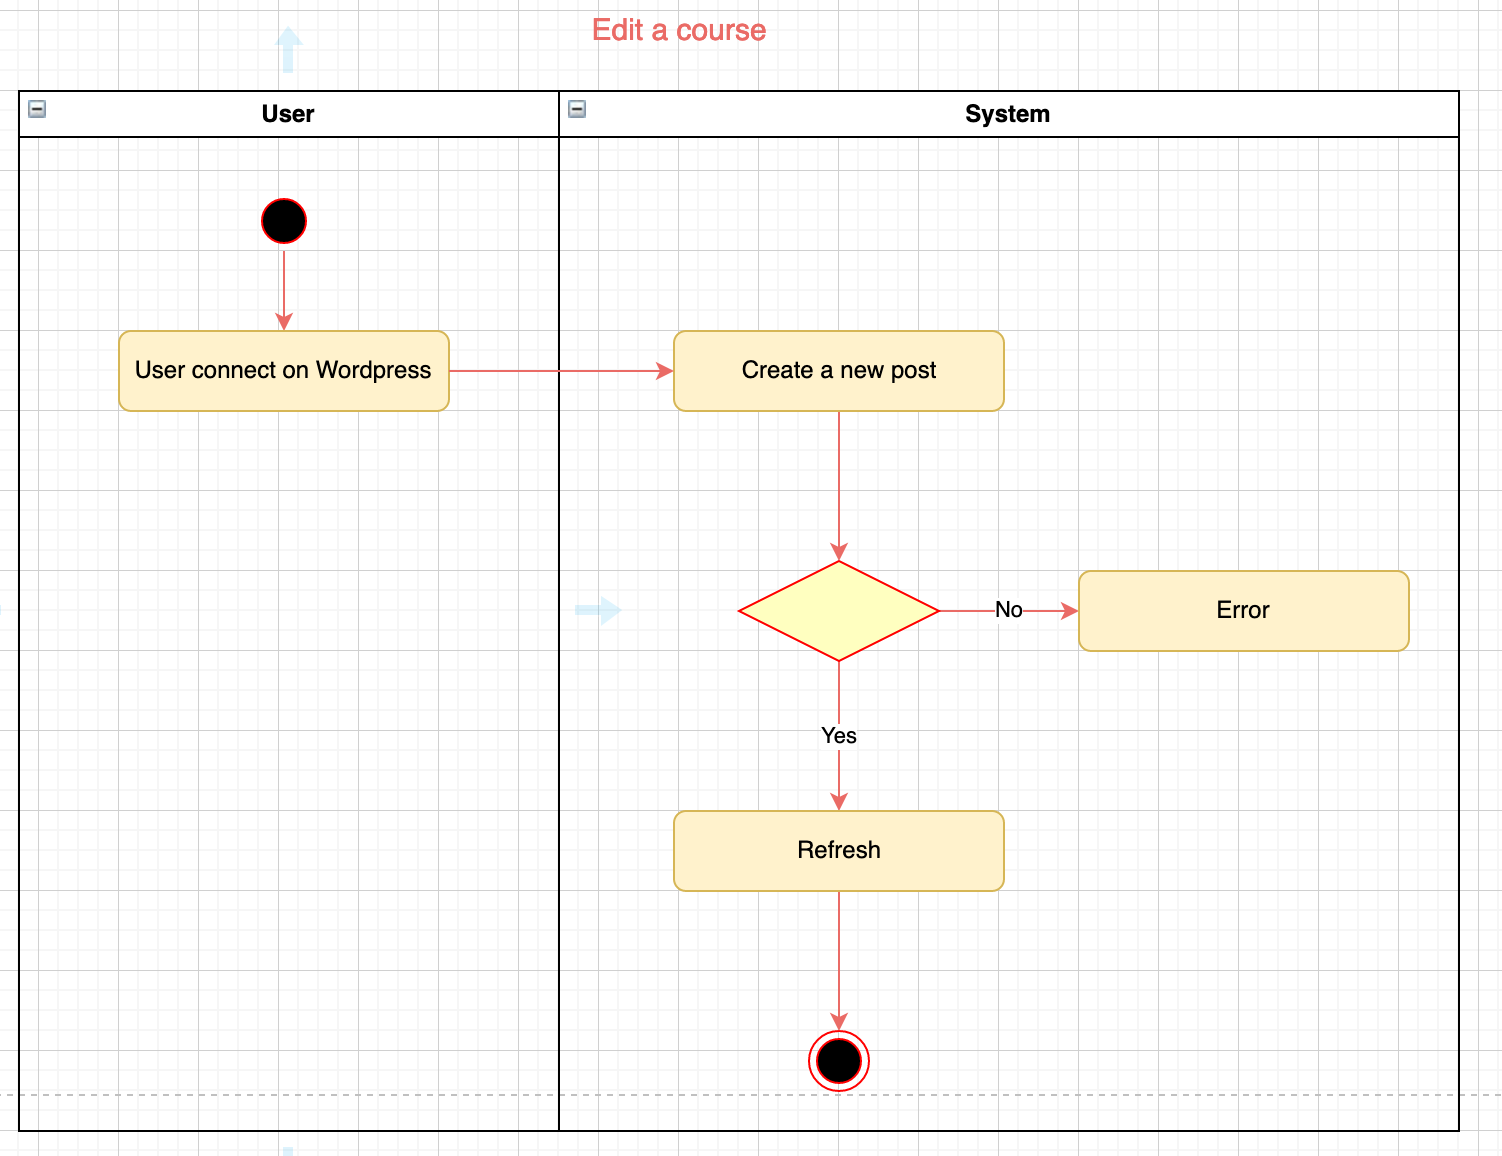 Edit a course
User
System
User connect on Wordpress
Create a new post
No
Error
Yes
Refresh